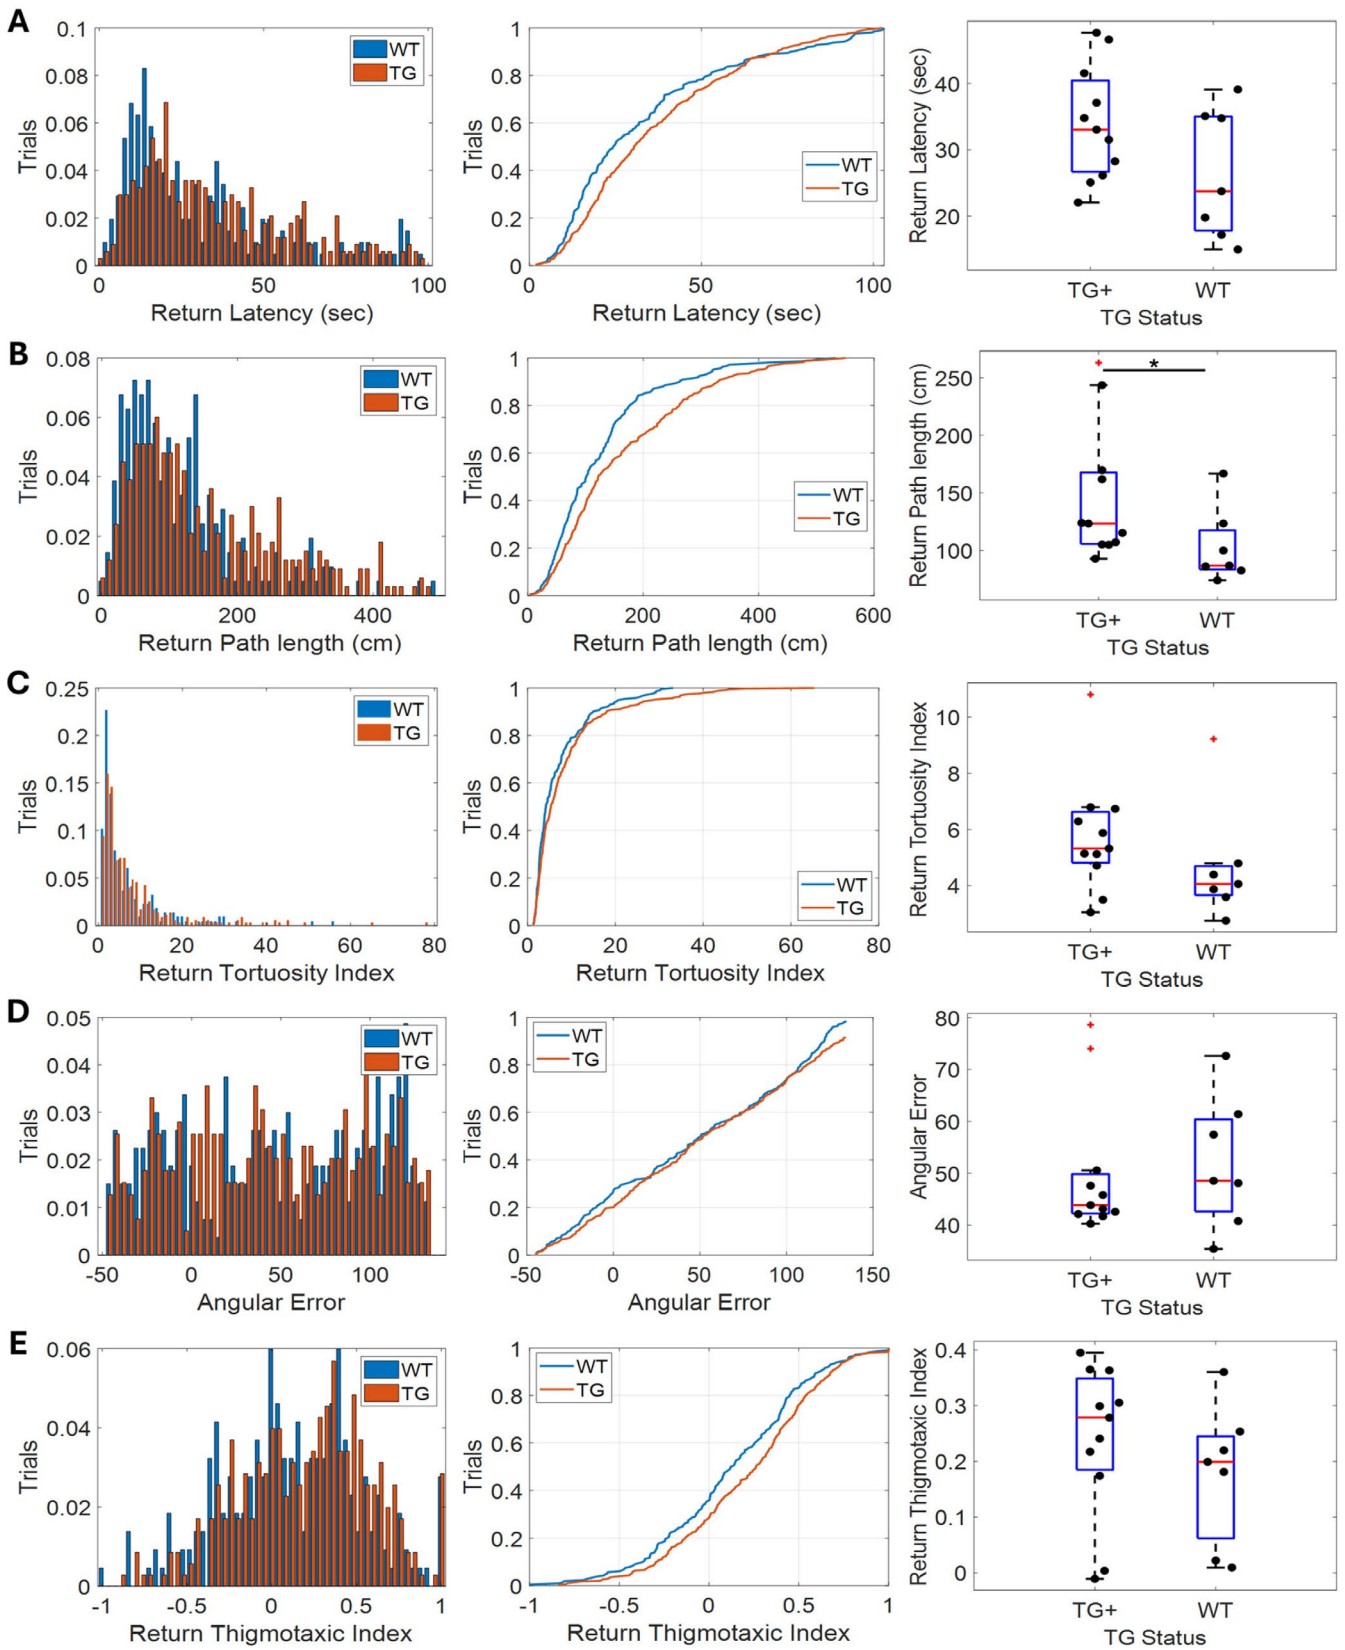 A
0.1
0.08
0.06
0.04
0.02
0
Trials
WT
TG
0
50
100
Return Latency (sec)
1
0.8
0.6
0.4
0.2
0
Trials
WT
TG
0
50
100
Return Latency (sec)
40
30
20
Return Latency (sec)
TG+
WT
TG Status
B
0.08
0.06
0.04
0.02
0
Trials
WT
TG
0
200
400
Return Path length (cm)
1
0.8
0.6
0.4
0.2
0
Trials
WT
TG
0
200
400
600
Return Path length (cm)
250
200
150
100
Return Path length (cm)
*
TG+
WT
TG Status
C
0.25
0.2
0.15
0.1
0.05
0
Trials
WT
TG
0
20
40
60
80
Return Tortuosity Index
1
0.8
0.6
0.4
0.2
0
Trials
WT
TG
0
20
40
60
80
Return Tortuosity Index
10
8
6
4
Return Tortuosity Index
TG+
WT
TG Status
D
0.05
0.04
0.03
0.02
0.01
0
Trials
WT
TG
-50
0
50
100
Angular Error
1
0.8
0.6
0.4
0.2
0
Trials
WT
TG
-50
0
50
100
150
Angular Error
80
70
60
50
40
Angular Error
TG+
WT
TG Status
E
0.06
0.04
0.02
0
Trials
WT
TG
-1
-0.5
0
0.5
1
Return Thigmotaxic Index
1
0.8
0.6
0.4
0.2
0
Trials
WT
TG
-1
-0.5
0
0.5
1
Return Thigmotaxic Index
0.4
0.3
0.2
0.1
0
Return Thigmotaxic Index
TG+
WT
TG Status